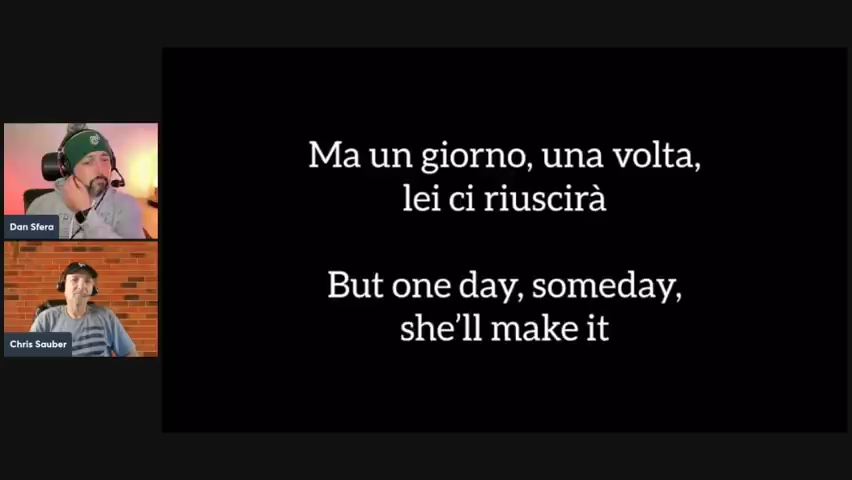 Ma un giorno, una volta,
lei ci riuscirà
But one day, someday,
she'll make it
Dan Sfera
Chris Sauber